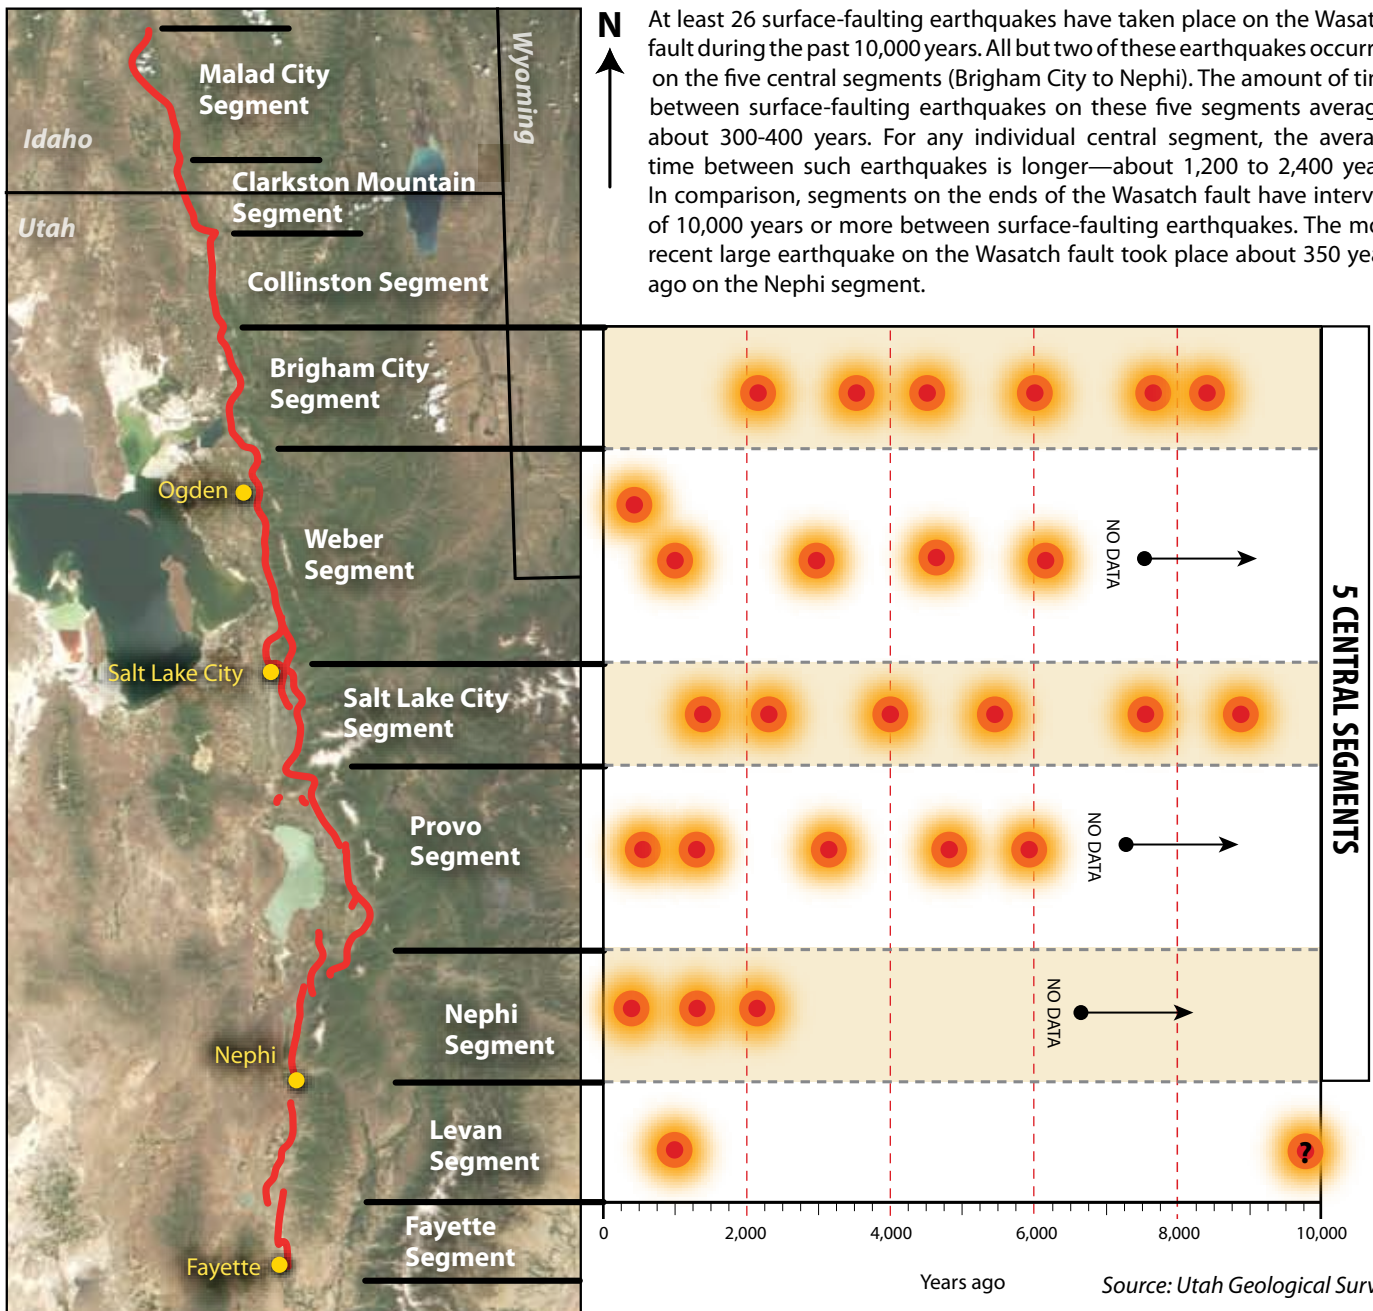 N
At least 26 surface-faulting earthquakes have taken place on the Wasat
fault during the past 10,000 years. All but two of these earthquakes occurr
on the five central segments (Brigham City to Nephi). The amount of tim
between surface-faulting earthquakes on these five segments averag
about 300-400 years. For any individual central segment, the avera
time between such earthquakes is longer—about 1,200 to 2,400 yea
In comparison, segments on the ends of the Wasatch fault have interv
of 10,000 years or more between surface-faulting earthquakes. The mo
recent large earthquake on the Wasatch fault took place about 350 yea
ago on the Nephi segment.
Wyoming
Idaho
Utah
Malad City
Segment
Clarkston Mountain
Segment
Collinston Segment
Brigham City
Segment
Ogden
Weber
Segment
NO DATA
Salt Lake City
Salt Lake City
Segment
Provo
Segment
NO DATA
Nephi
Segment
NO DATA
Nephi
Levan
Segment
?
Fayette
Segment
Fayette
5 CENTRAL SEGMENTS
0
2,000
4,000
6,000
8,000
10,000
Years ago
Source: Utah Geological Surv